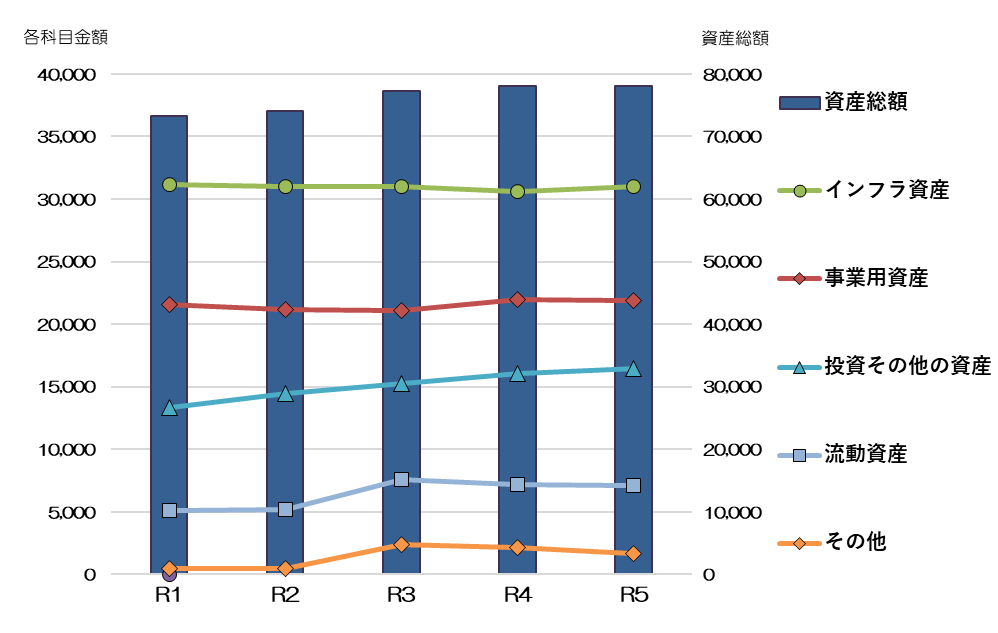 各科目金額
資産総額
40,000
35,000
30,000
25,000
20,000
15,000
10,000
5,000
0
80,000
70,000
60,000
50,000
40,000
30,000
20,000
10,000
0
R1
R2
R3
R4
R5
資産総額
インフラ資産
事業用資産
投資その他の資産
流動資産
その他